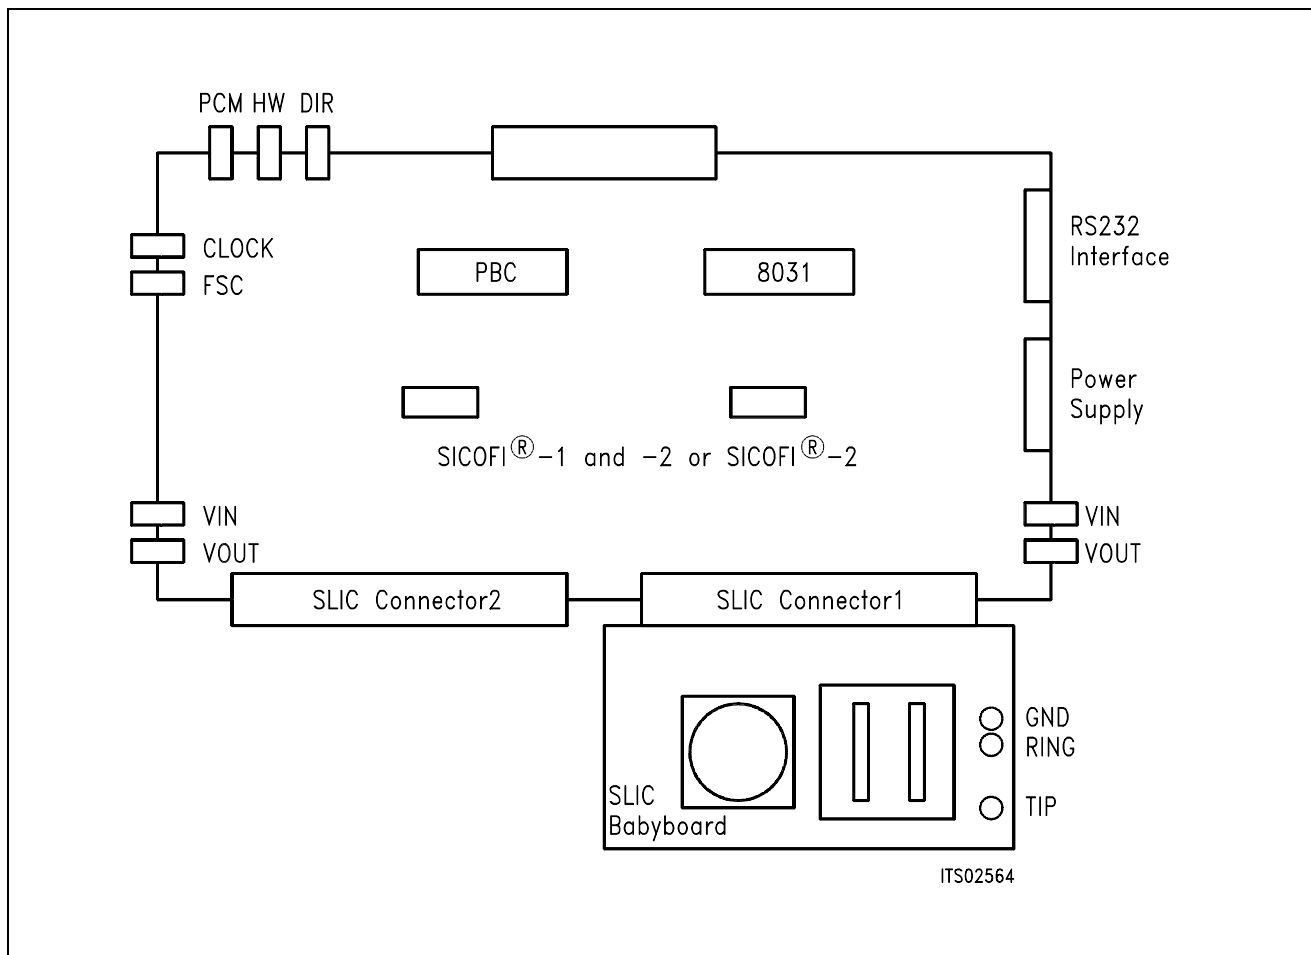 PCM HW DIR
CLOCK
FSC
PBC
8031
RS232
Interface
Power
Supply
SICOFI®-1 and -2 or SICOFI®-2
VIN
VOUT
VIN
VOUT
SLIC Connector2
SLIC Connector1
GND
RING
TIP
SLIC
Babyboard
ITS02564